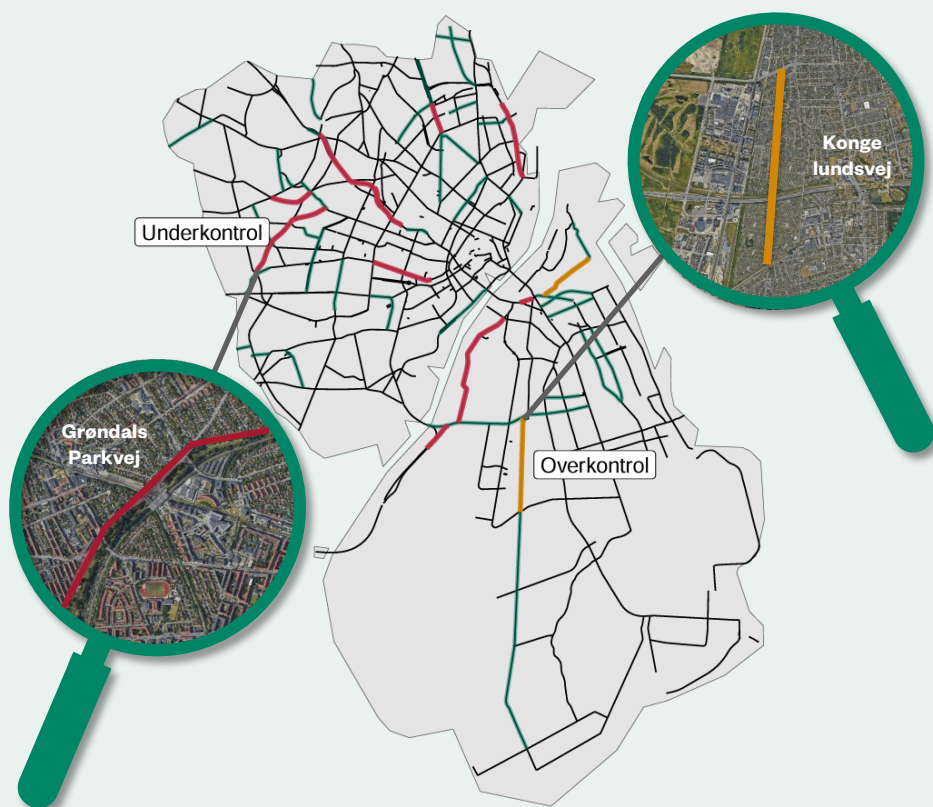 Konge
lundsvej
Underkontrol
Grøndals
Parkvej
Overkontrol